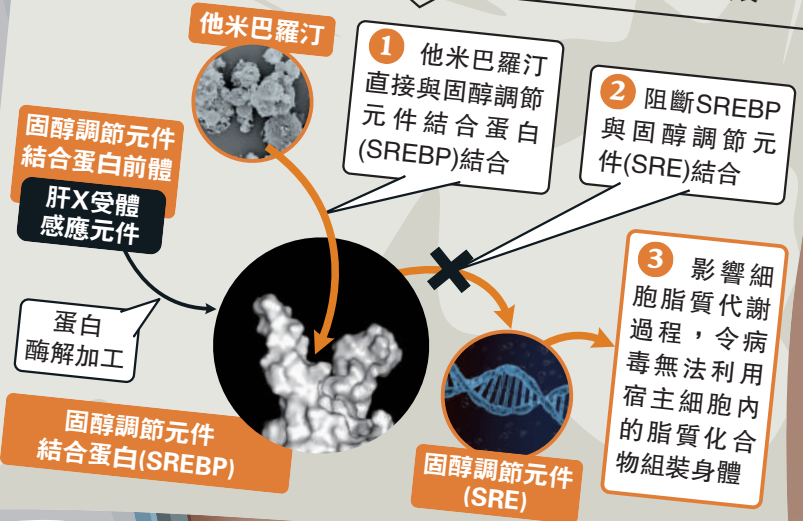 他米巴羅汀
1 他米巴羅汀
直接與固醇調節
元件結合蛋白
(SREBP)結合
2 阻斷SREBP
與固醇調節元
件(SRE)結合
固醇調節元件
結合蛋白前體
肝X受體
感應元件
蛋白
酶解加工
3 影響細
胞脂質代謝
過程，令病
毒無法利用
宿主細胞內
的脂質化合
物組裝身體
固醇調節元件
結合蛋白(SREBP)
固醇調節元件
(SRE)